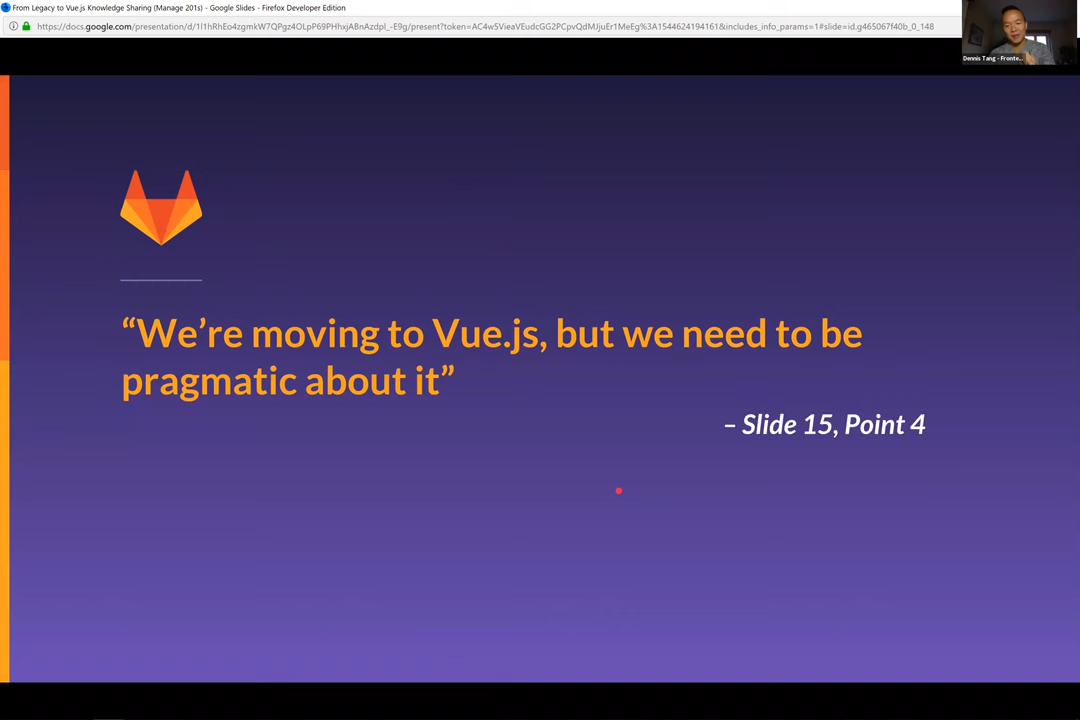 From Legacy to Vue.js Knowledge Sharing (Manage 201s) - Google Slides - Firefox Developer Edition
https://docs.google.com/presentation/d/1l1hRhEo4zgmkW7QPgz4OLpP69PHhxjABnAzdpl_-E9g/present?token=AC4w5VieaVEudcGG2PCpvQdMJjuEr1MeEg%3A1544624194161&includes_info_params=1#slide=id.g465067f40b_0_148
Dennis Tang - Fronte...
“We’re moving to Vue.js, but we need to be
pragmatic about it”
– Slide 15, Point 4